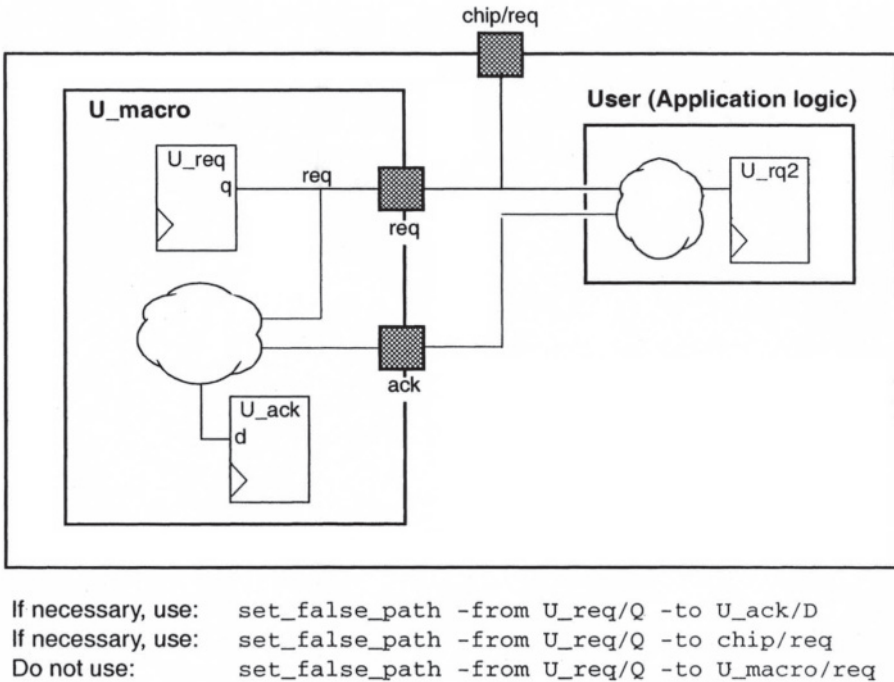 chip/req
U_macro
User (Application logic)
U_req
q
req
U_rq2
req
ack
U_ack
d
If necessary, use: set_false_path -from U_req/Q -to U_ack/D
If necessary, use: set_false_path -from U_req/Q -to chip/req
Do not use: set_false_path -from U_req/Q -to U_macro/req